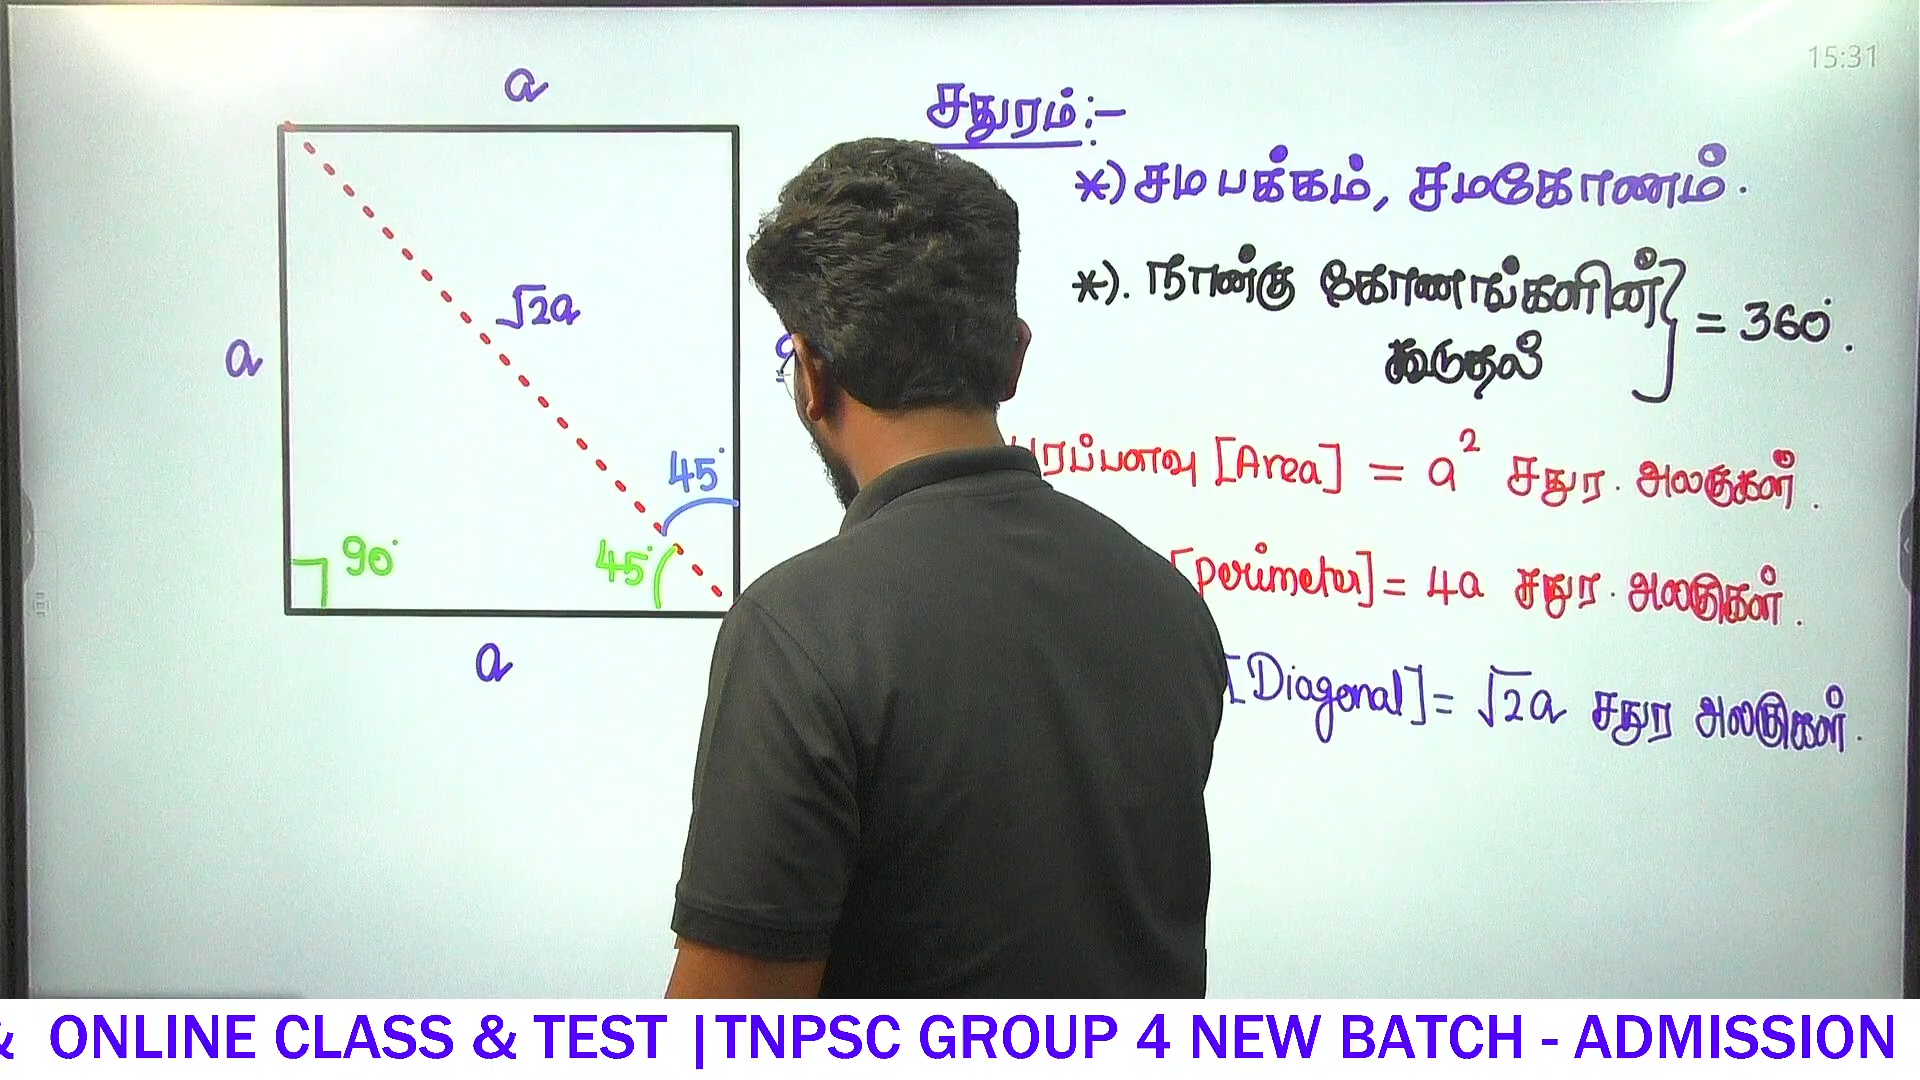 15:31
a
சதுரம்:-
*) சமபக்கம், சமகோணம்.
*). நான்கு கோணங்களின் } = 360°.
கூடுதல்
√2a
a
பரப்பளவு [Area] = a² சதுர. அலகுகள்.
45°
90°
45°
[Perimeter] = 4a சதுர. அலகுகள்.
a
[Diagonal] = √2a சதுர அலகுகள்.
& ONLINE CLASS & TEST | TNPSC GROUP 4 NEW BATCH - ADMISSION